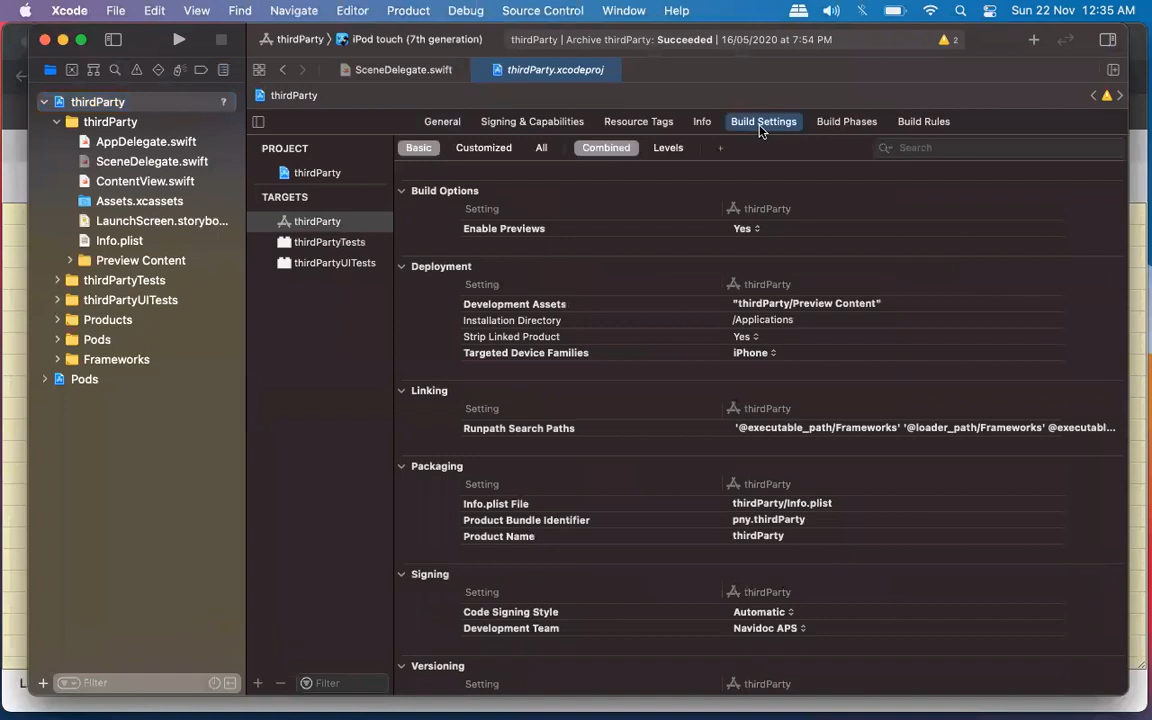 Xcode File Edit View Find Navigate Editor Product Debug Source Control Window Help Sun 22 Nov 12:35 AM
thirdParty iPod touch (7th generation) thirdParty | Archive thirdParty: Succeeded | 16/05/2020 at 7:54 PM 2
SceneDelegate.swift thirdParty.xcodeproj
thirdParty ?
thirdParty
AppDelegate.swift
SceneDelegate.swift
ContentView.swift
Assets.xcassets
LaunchScreen.storybo...
Info.plist
Preview Content
thirdPartyTests
thirdPartyUITests
Products
Pods
Frameworks
Pods
Filter
thirdParty
General Signing & Capabilities Resource Tags Info Build Settings Build Phases Build Rules
PROJECT
thirdParty
TARGETS
thirdParty
thirdPartyTests
thirdPartyUITests
Filter
Basic Customized All Combined Levels + Search
Build Options
Setting thirdParty
Enable Previews Yes
Deployment
Setting thirdParty
Development Assets "thirdParty/Preview Content"
Installation Directory /Applications
Strip Linked Product Yes
Targeted Device Families iPhone
Linking
Setting thirdParty
Runpath Search Paths '@executable_path/Frameworks' '@loader_path/Frameworks' @executabl...
Packaging
Setting thirdParty
Info.plist File thirdParty/Info.plist
Product Bundle Identifier pny.thirdParty
Product Name thirdParty
Signing
Setting thirdParty
Code Signing Style Automatic
Development Team Navidoc APS
Versioning
Setting thirdParty